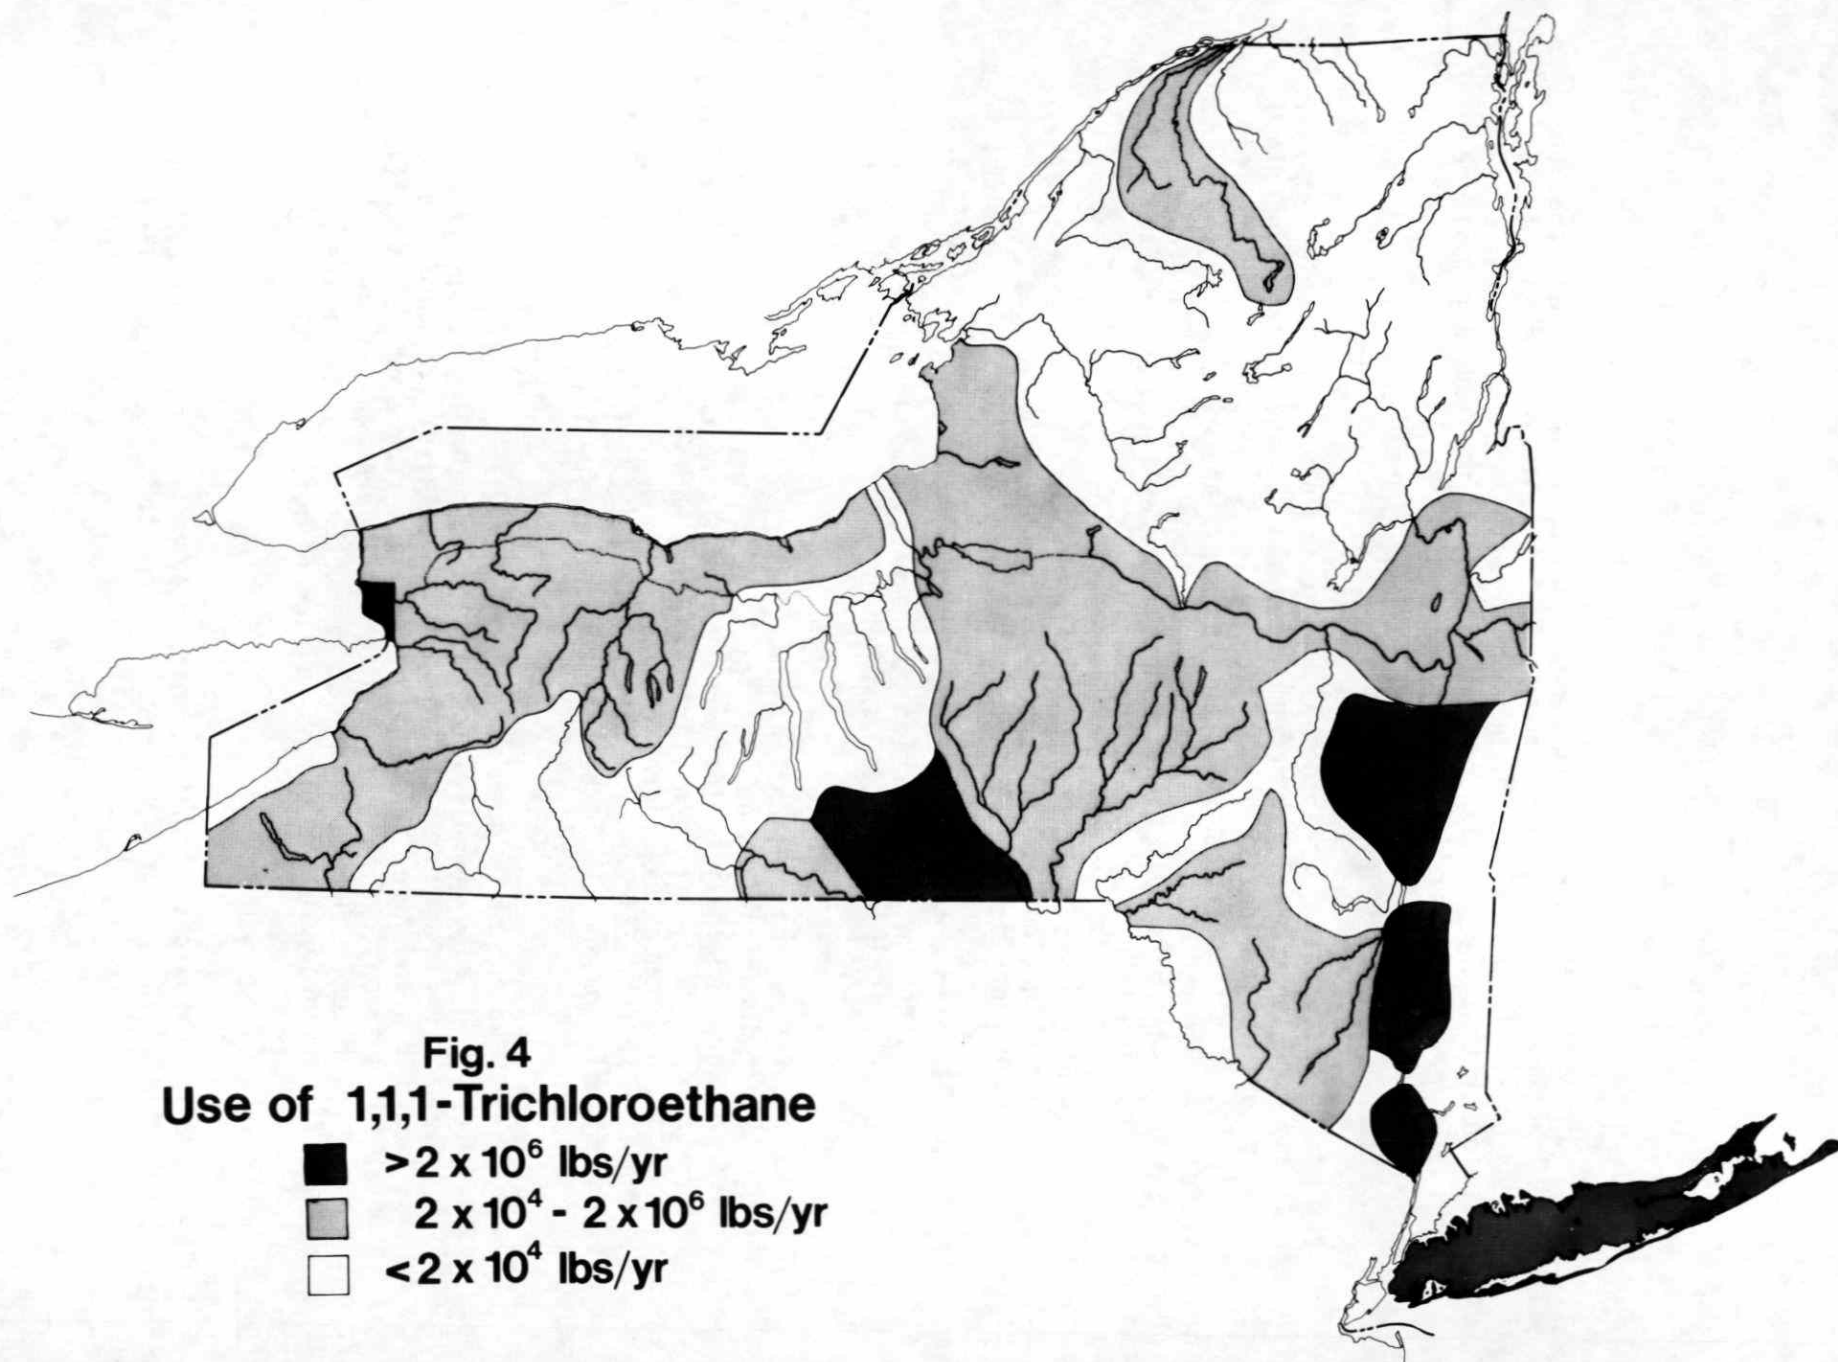 Fig. 4
Use of 1,1,1-Trichloroethane
>2 x 10⁶ lbs/yr
2 x 10⁴ - 2 x 10⁶ lbs/yr
<2 x 10⁴ lbs/yr